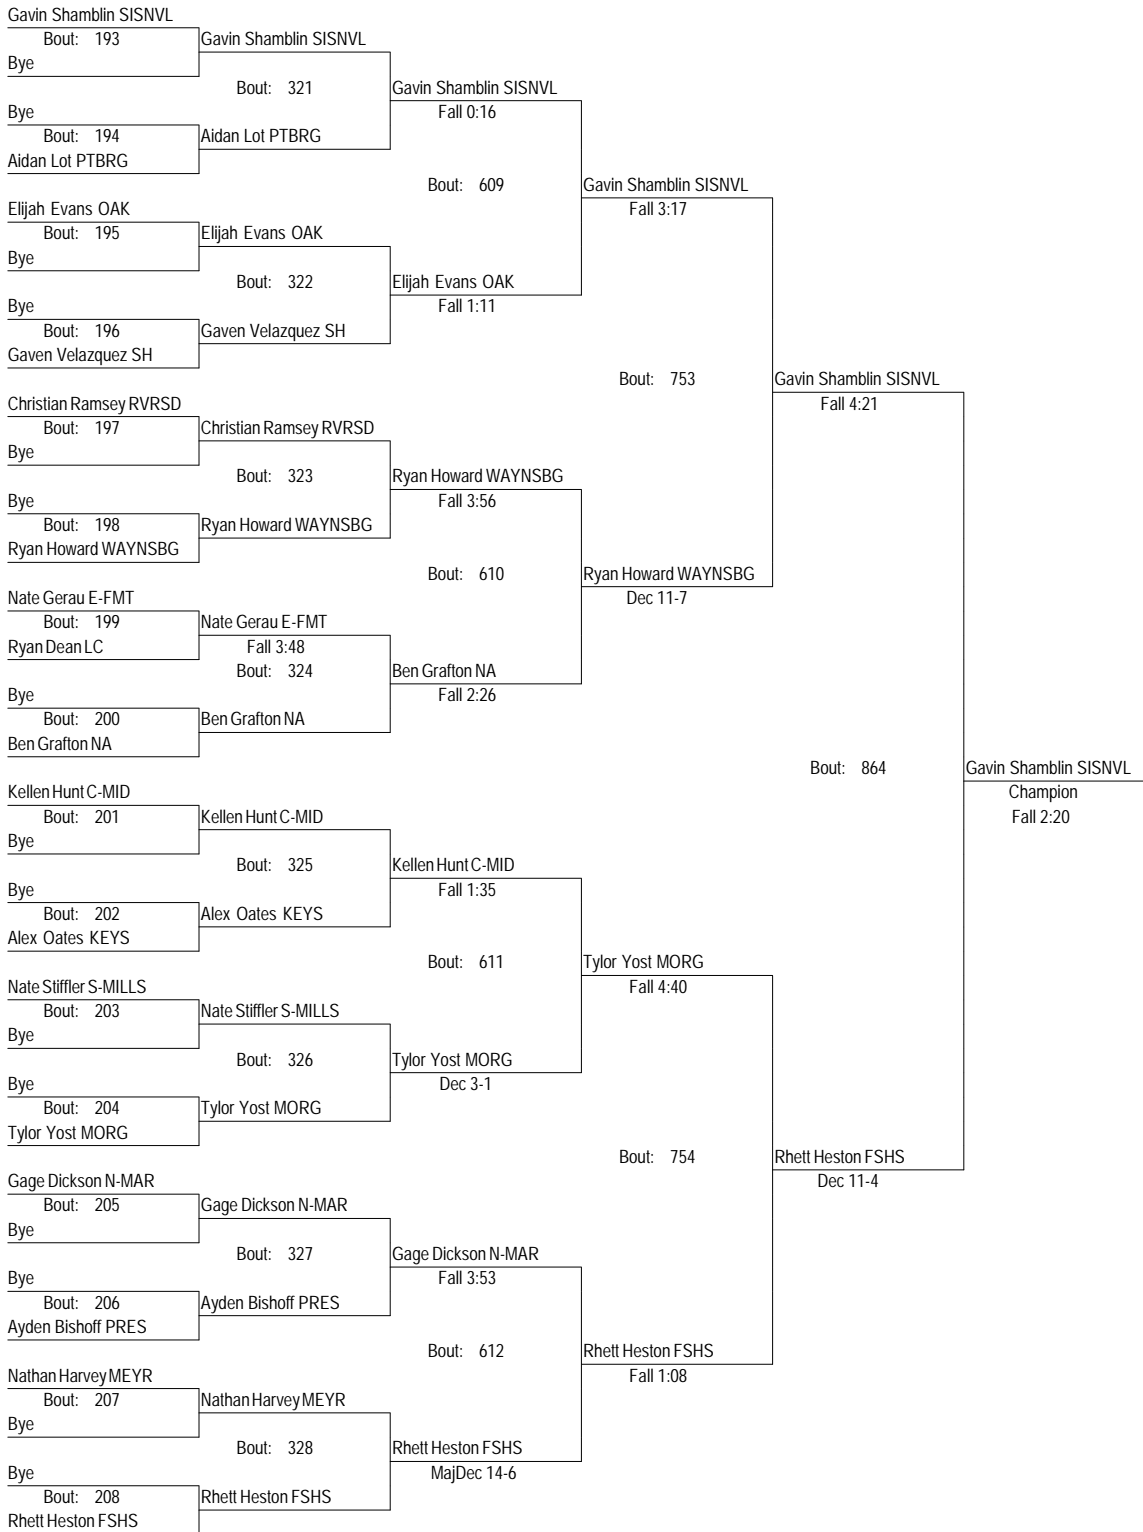 Gavin Shamblin SISNVL
Bout: 193
Gavin Shamblin SISNVL
Bye
Bout: 321
Gavin Shamblin SISNVL
Bye
Fall 0:16
Bout: 194
Aidan Lot PTBRG
Aidan Lot PTBRG
Bout: 609
Gavin Shamblin SISNVL
Elijah Evans OAK
Fall 3:17
Bout: 195
Elijah Evans OAK
Bye
Bout: 322
Elijah Evans OAK
Bye
Fall 1:11
Bout: 196
Gaven Velazquez SH
Gaven Velazquez SH
Bout: 753
Gavin Shamblin SISNVL
Christian Ramsey RVRSD
Fall 4:21
Bout: 197
Christian Ramsey RVRSD
Bye
Bout: 323
Ryan Howard WAYNSBG
Bye
Fall 3:56
Bout: 198
Ryan Howard WAYNSBG
Ryan Howard WAYNSBG
Bout: 610
Ryan Howard WAYNSBG
Nate Gerau E-FMT
Dec 11-7
Bout: 199
Nate Gerau E-FMT
Ryan Dean LC
Fall 3:48
Bout: 324
Ben Grafton NA
Bye
Fall 2:26
Bout: 200
Ben Grafton NA
Ben Grafton NA
Bout: 864
Gavin Shamblin SISNVL
Kellen Hunt C-MID
Champion
Bout: 201
Kellen Hunt C-MID
Fall 2:20
Bye
Bout: 325
Kellen Hunt C-MID
Bye
Fall 1:35
Bout: 202
Alex Oates KEYS
Alex Oates KEYS
Bout: 611
Tylor Yost MORG
Nate Stiffler S-MILLS
Fall 4:40
Bout: 203
Nate Stiffler S-MILLS
Bye
Bout: 326
Tylor Yost MORG
Bye
Dec 3-1
Bout: 204
Tylor Yost MORG
Tylor Yost MORG
Bout: 754
Rhett Heston FSHS
Gage Dickson N-MAR
Dec 11-4
Bout: 205
Gage Dickson N-MAR
Bye
Bout: 327
Gage Dickson N-MAR
Bye
Fall 3:53
Bout: 206
Ayden Bishoff PRES
Ayden Bishoff PRES
Bout: 612
Rhett Heston FSHS
Nathan Harvey MEYR
Fall 1:08
Bout: 207
Nathan Harvey MEYR
Bye
Bout: 328
Rhett Heston FSHS
Bye
MajDec 14-6
Bout: 208
Rhett Heston FSHS
Rhett Heston FSHS